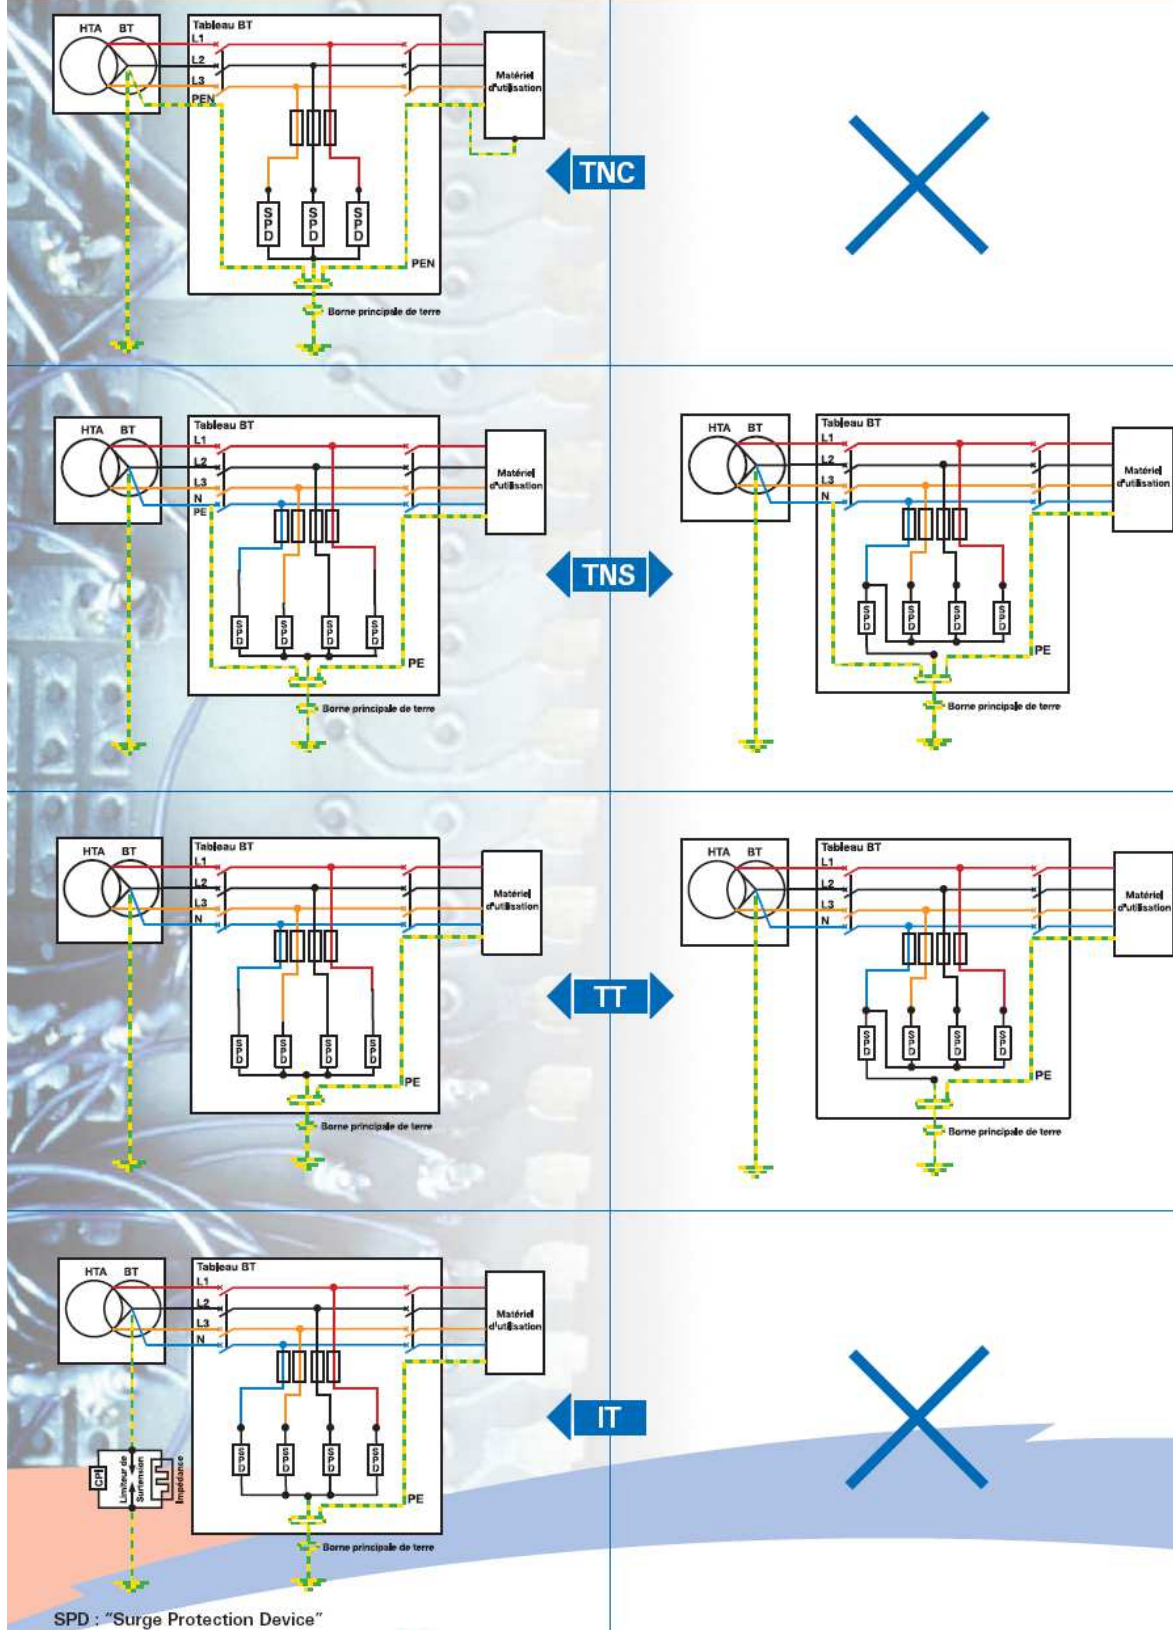 HTA BT
Tableau BT
L1
L2
L3
PEN
Matériel
d'utilisation
SPD
SPD
SPD
PEN
Borne principale de terre
TNC
HTA BT
Tableau BT
L1
L2
L3
N
PE
Matériel
d'utilisation
SPD
SPD
SPD
SPD
PE
Borne principale de terre
TNS
HTA BT
Tableau BT
L1
L2
L3
N
Matériel
d'utilisation
SPD
SPD
SPD
SPD
PE
Borne principale de terre
HTA BT
Tableau BT
L1
L2
L3
N
Matériel
d'utilisation
SPD
SPD
SPD
SPD
PE
Borne principale de terre
TT
HTA BT
Tableau BT
L1
L2
L3
N
Matériel
d'utilisation
SPD
SPD
SPD
SPD
PE
Borne principale de terre
HTA BT
Tableau BT
L1
L2
L3
N
Matériel
d'utilisation
CPI
Limiteur de
Surtension
Impédance
SPD
SPD
SPD
SPD
PE
Borne principale de terre
IT
SPD : "Surge Protection Device"